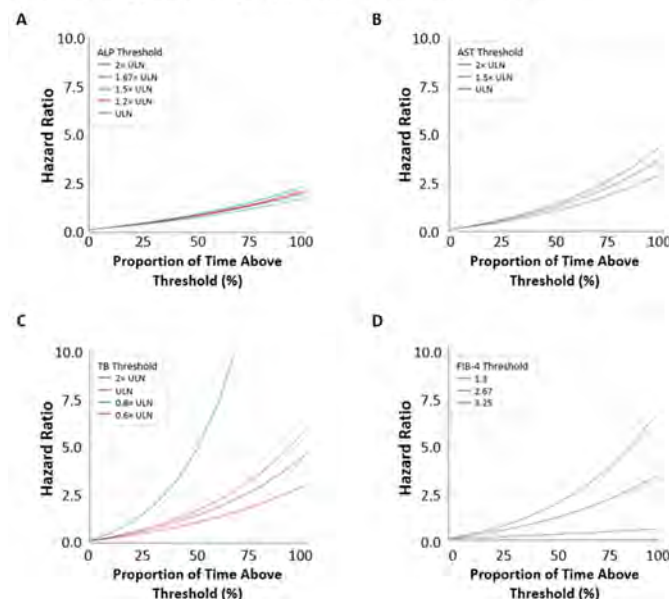 A
10.0
7.5
5.0
2.5
0.0
Hazard Ratio
ALP Threshold
2× ULN
1.67× ULN
1.5× ULN
1.2× ULN
ULN
0 25 50 75 100
Proportion of Time Above
Threshold (%)
B
10.0
7.5
5.0
2.5
0.0
Hazard Ratio
AST Threshold
2× ULN
1.5× ULN
ULN
0 25 50 75 100
Proportion of Time Above
Threshold (%)
C
10.0
7.5
5.0
2.5
0.0
Hazard Ratio
TB Threshold
2× ULN
ULN
0.8× ULN
0.6× ULN
0 25 50 75 100
Proportion of Time Above
Threshold (%)
D
10.0
7.5
5.0
2.5
0.0
Hazard Ratio
FIB-4 Threshold
1.3
2.67
3.25
0 25 50 75 100
Proportion of Time Above
Threshold (%)